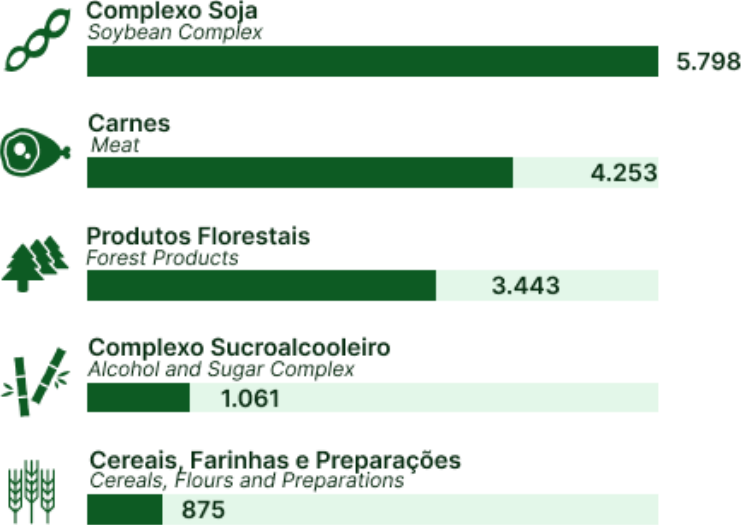 Complexo Soja
Soybean Complex
5.798
Carnes
Meat
4.253
Produtos Florestais
Forest Products
3.443
Complexo Sucroalcooleiro
Alcohol and Sugar Complex
1.061
Cereais, Farinhas e Preparações
Cereals, Flours and Preparations
875